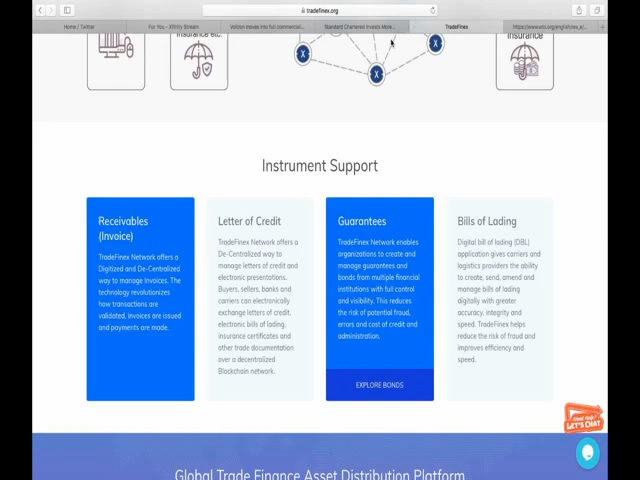 tradefinex.org
Home / Twitter
For You – Xfinity Stream
Voltron moves into full commercial...
Standard Chartered Invests More...
TradeFinex
Insurance etc.
X
X
X
Insurance
Instrument Support
Receivables
(Invoice)
TradeFinex Network offers a
Digitized and De-Centralized
way to manage Invoices. The
technology revolutionizes
how transactions are
validated, invoices are issued
and payments are made.
Letter of Credit
TradeFinex Network offers a
De-Centralized way to
manage letters of credit and
electronic presentations.
Buyers, sellers, banks and
carriers can electronically
exchange letters of credit,
electronic bills of lading,
insurance certificates and
other trade documentation
over a decentralized
Blockchain network.
Guarantees
TradeFinex Network enables
organizations to create and
manage guarantees and
bonds from multiple financial
institutions with full control
and visibility. This reduces
the risk of potential fraud,
errors and cost of credit and
administration.
EXPLORE BONDS
Bills of Lading
Digital bill of lading (DBL)
application gives carriers and
logistics providers the ability
to create, send, amend and
manage bills of lading
digitally with greater
accuracy, integrity and
speed. TradeFinex helps
reduce the risk of fraud and
improves efficiency and
speed.
Need Help?
LET'S CHAT
Global Trade Finance Asset Distribution Platform